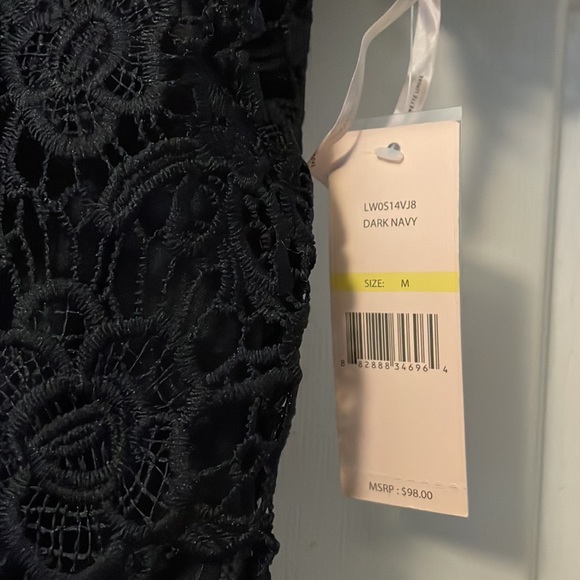 LW0S14VJ8
DARK NAVY
SIZE: M
8 82888 34696 4
MSRP : $98.00